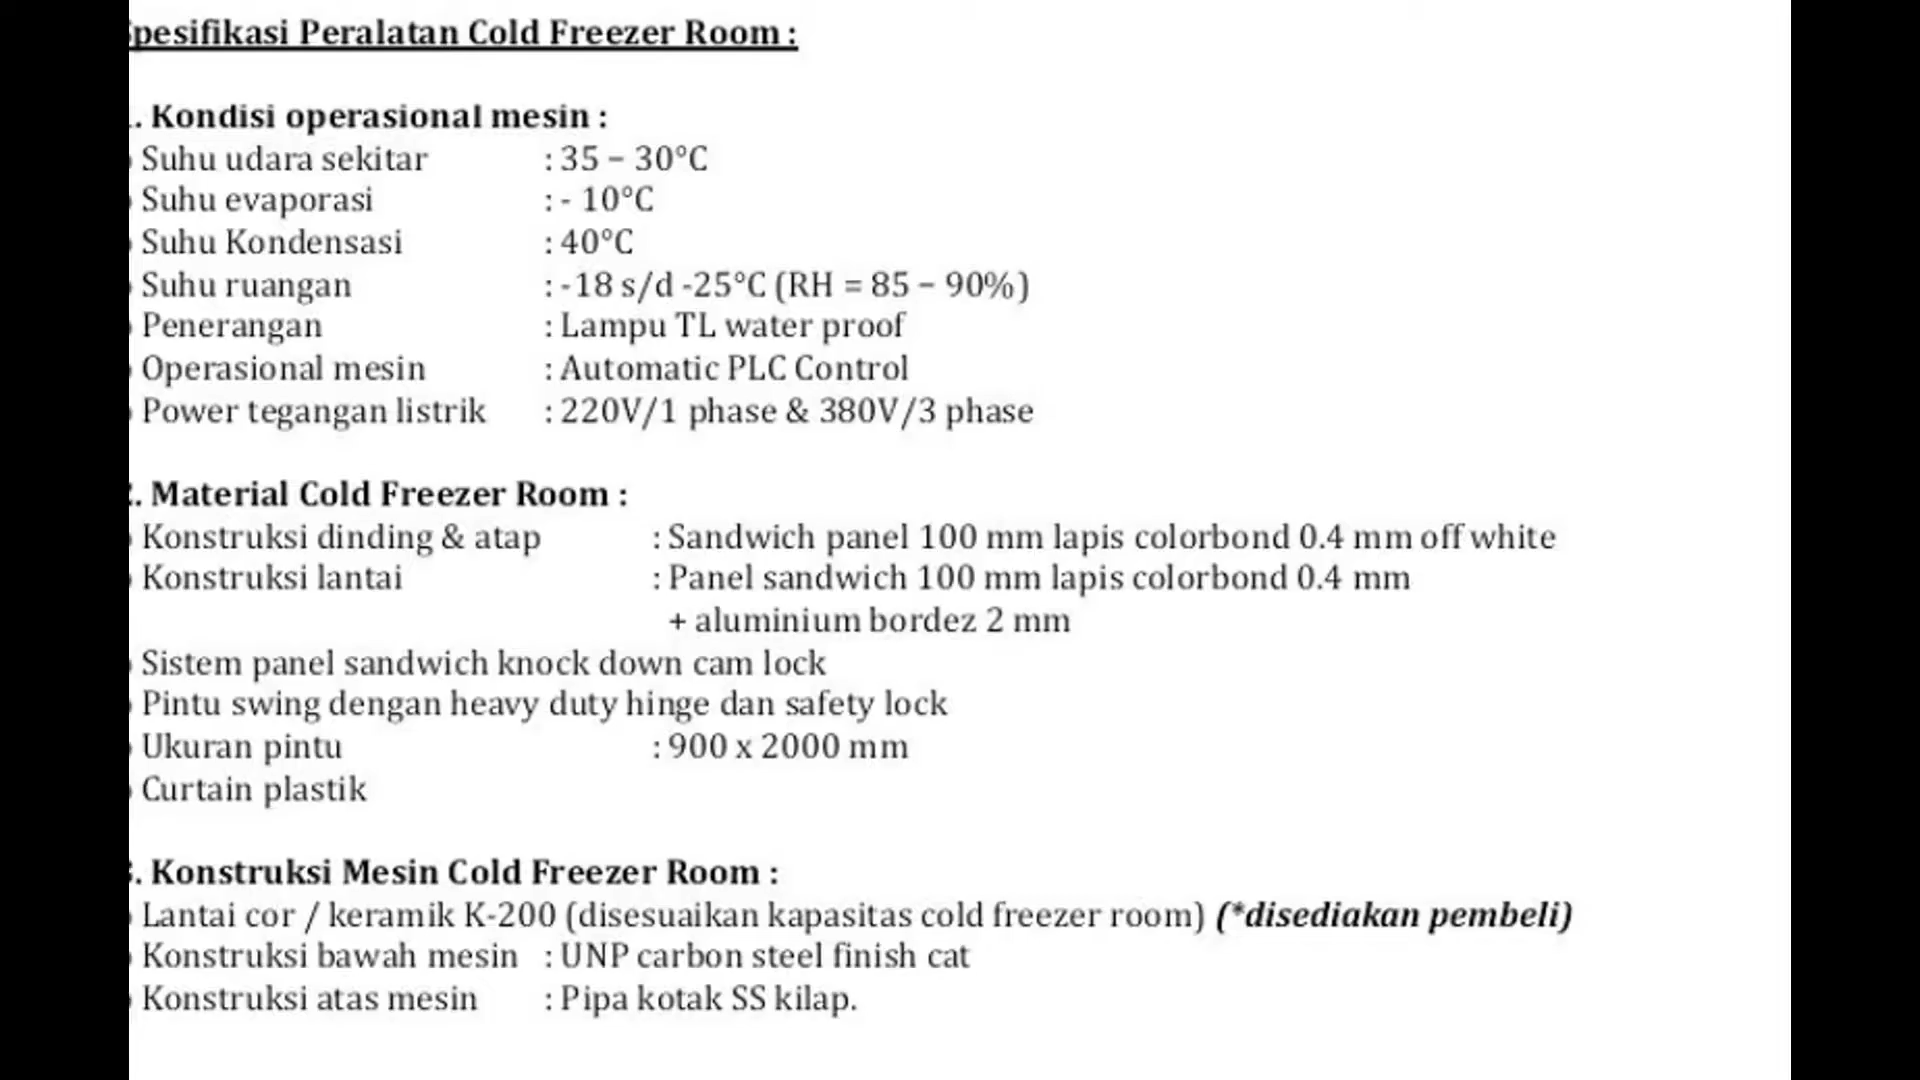 Spesifikasi Peralatan Cold Freezer Room :
. Kondisi operasional mesin :
Suhu udara sekitar : 35 – 30°C
Suhu evaporasi : - 10°C
Suhu Kondensasi : 40°C
Suhu ruangan : -18 s/d -25°C (RH = 85 – 90%)
Penerangan : Lampu TL water proof
Operasional mesin : Automatic PLC Control
Power tegangan listrik : 220V/1 phase & 380V/3 phase
2. Material Cold Freezer Room :
Konstruksi dinding & atap : Sandwich panel 100 mm lapis colorbond 0.4 mm off white
Konstruksi lantai : Panel sandwich 100 mm lapis colorbond 0.4 mm
+ aluminium bordez 2 mm
Sistem panel sandwich knock down cam lock
Pintu swing dengan heavy duty hinge dan safety lock
Ukuran pintu : 900 x 2000 mm
Curtain plastik
3. Konstruksi Mesin Cold Freezer Room :
Lantai cor / keramik K-200 (disesuaikan kapasitas cold freezer room) (*disediakan pembeli)
Konstruksi bawah mesin : UNP carbon steel finish cat
Konstruksi atas mesin : Pipa kotak SS kilap.